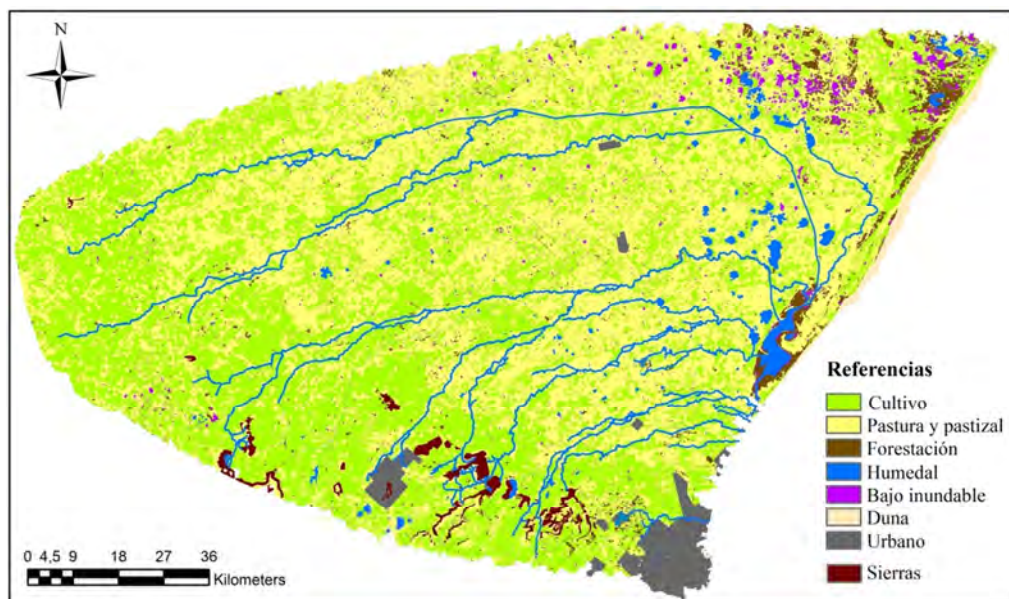 N
Referencias
Cultivo
Pastura y pastizal
Forestación
Humedal
Bajo inundable
Duna
Urbano
Sierras
0 4,5 9 18 27 36
Kilometers